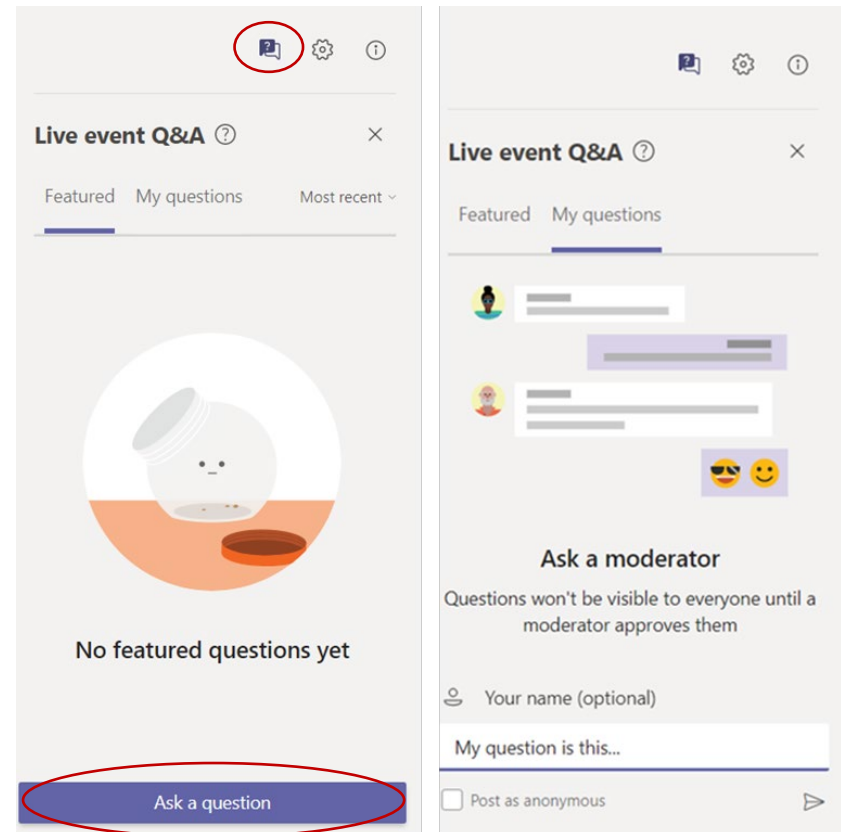 Live event Q&A
Featured My questions Most recent
No featured questions yet
Ask a question
Live event Q&A
Featured My questions
Ask a moderator
Questions won't be visible to everyone until a
moderator approves them
Your name (optional)
My question is this...
Post as anonymous